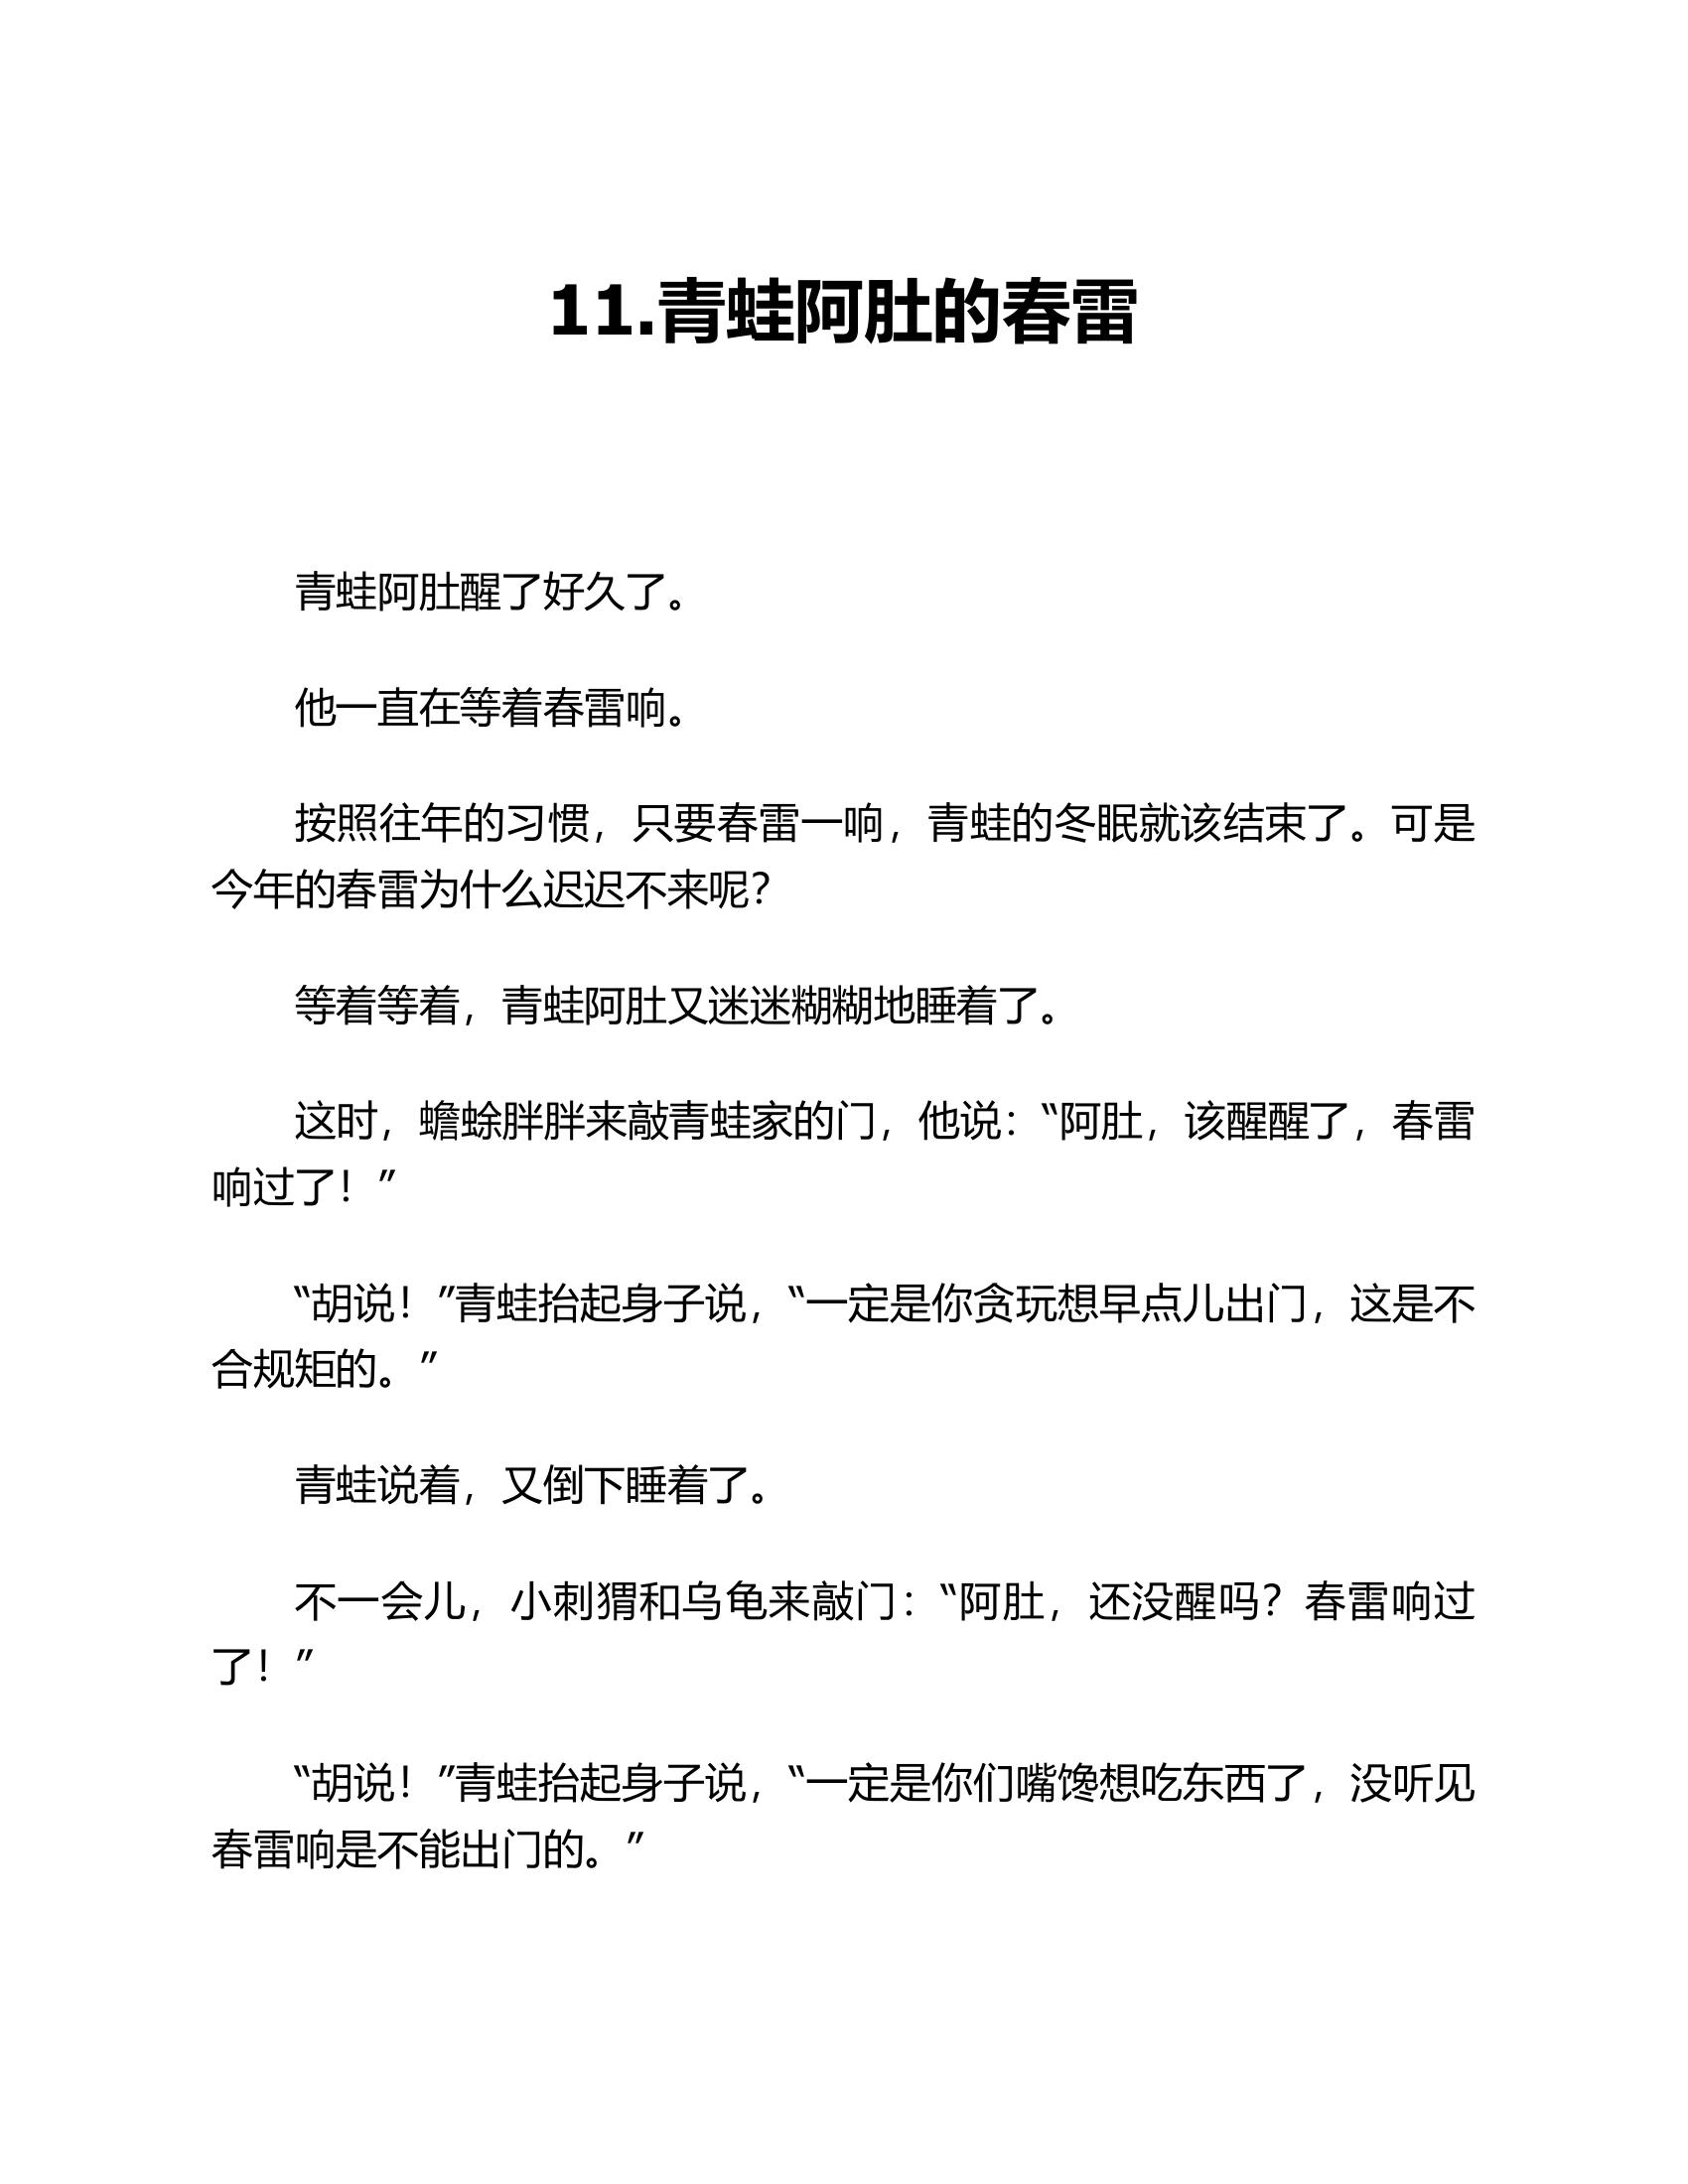 11.青蛙阿肚的春雷
青蛙阿肚醒了好久了。
他一直在等着春雷响。
按照往年的习惯，只要春雷一响，青蛙的冬眠就该结束了。可是
今年的春雷为什么迟迟不来呢？
等着等着，青蛙阿肚又迷迷糊糊地睡着了。
这时，蟾蜍胖胖来敲青蛙家的门，他说：“阿肚，该醒醒了，春雷
响过了！”
“胡说！”青蛙抬起身子说，“一定是你贪玩想早点儿出门，这是不
合规矩的。”
青蛙说着，又倒下睡着了。
不一会儿，小刺猬和乌龟来敲门：“阿肚，还没醒吗？春雷响过
了！”
“胡说！”青蛙抬起身子说，“一定是你们嘴馋想吃东西了，没听见
春雷响是不能出门的。”